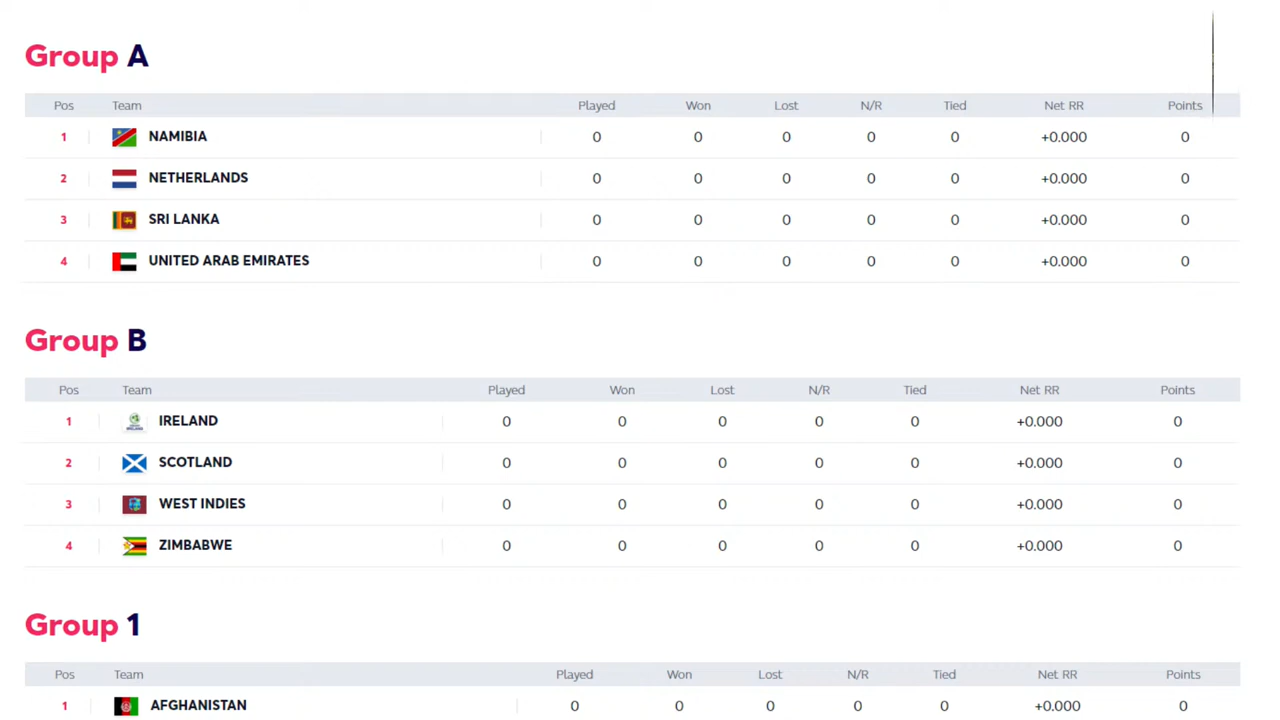 Group A
Pos Team Played Won Lost N/R Tied Net RR Points
1 NAMIBIA 0 0 0 0 0 +0.000 0
2 NETHERLANDS 0 0 0 0 0 +0.000 0
3 SRI LANKA 0 0 0 0 0 +0.000 0
4 UNITED ARAB EMIRATES 0 0 0 0 0 +0.000 0
Group B
Pos Team Played Won Lost N/R Tied Net RR Points
1 IRELAND 0 0 0 0 0 +0.000 0
2 SCOTLAND 0 0 0 0 0 +0.000 0
3 WEST INDIES 0 0 0 0 0 +0.000 0
4 ZIMBABWE 0 0 0 0 0 +0.000 0
Group 1
Pos Team Played Won Lost N/R Tied Net RR Points
1 AFGHANISTAN 0 0 0 0 0 +0.000 0